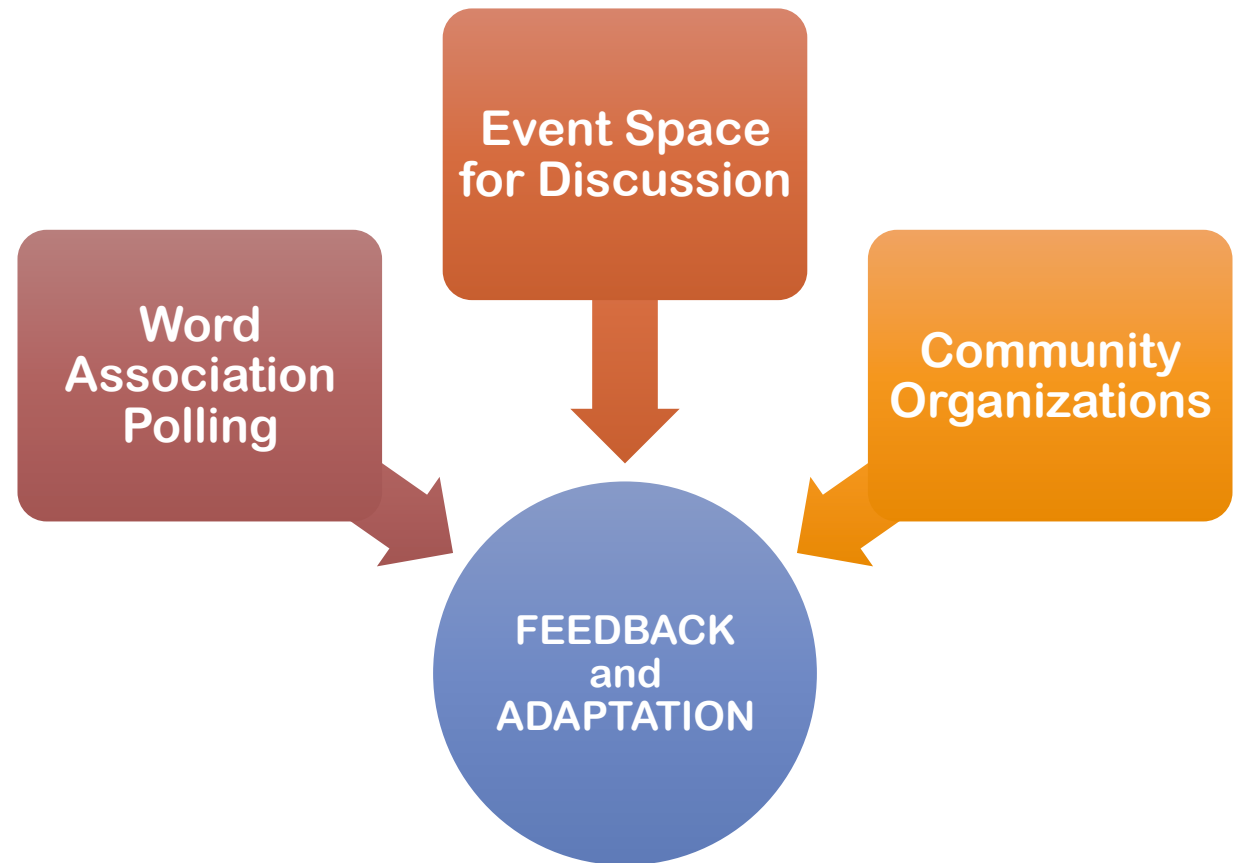 Event Space
for Discussion
Word
Association
Polling
Community
Organizations
FEEDBACK
and
ADAPTATION